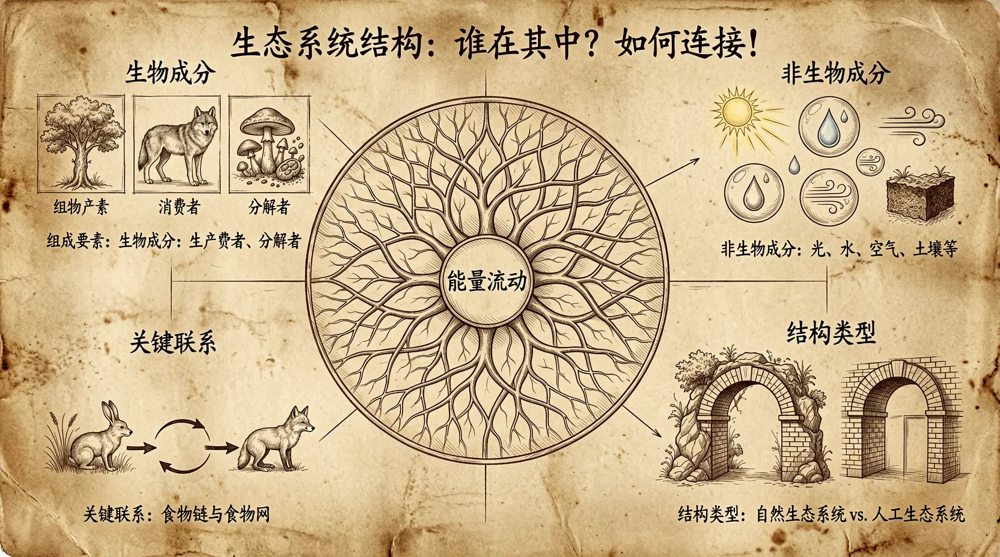 生态系统结构：谁在其中？如何连接！
生物成分
组物产素
消费者
分解者
组成要素：生物成分：生产费者、分解者
非生物成分
非生物成分：光、水、空气、土壤等
能量流动
关键联系
关键联系：食物链与食物网
结构类型
结构类型：自然生态系统 vs. 人工生态系统